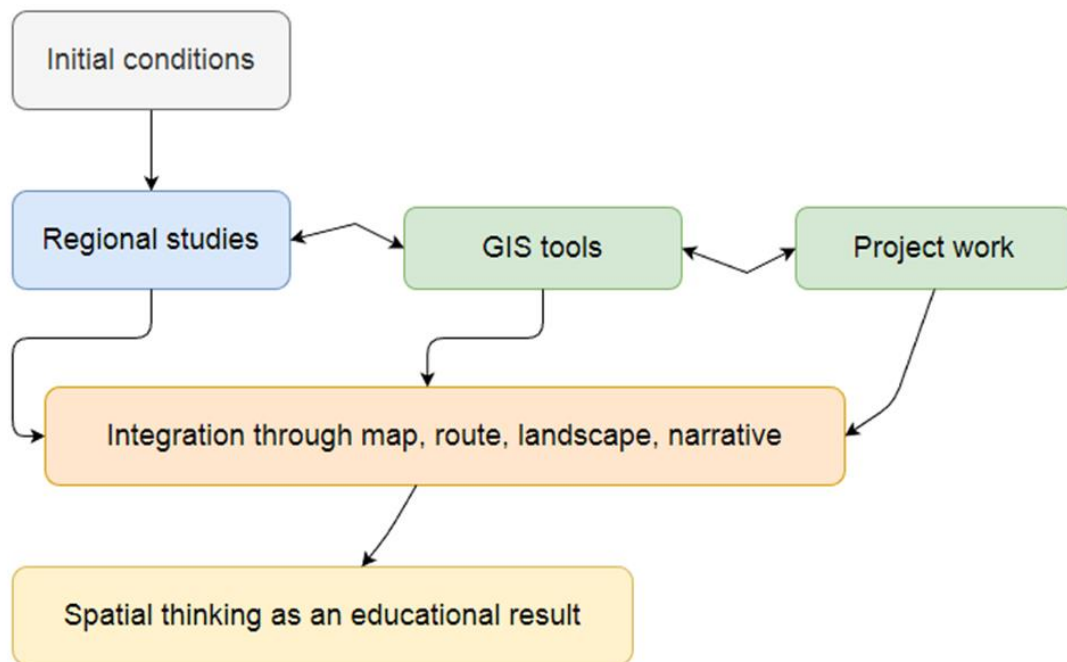 Initial conditions
Regional studies
GIS tools
Project work
Integration through map, route, landscape, narrative
Spatial thinking as an educational result